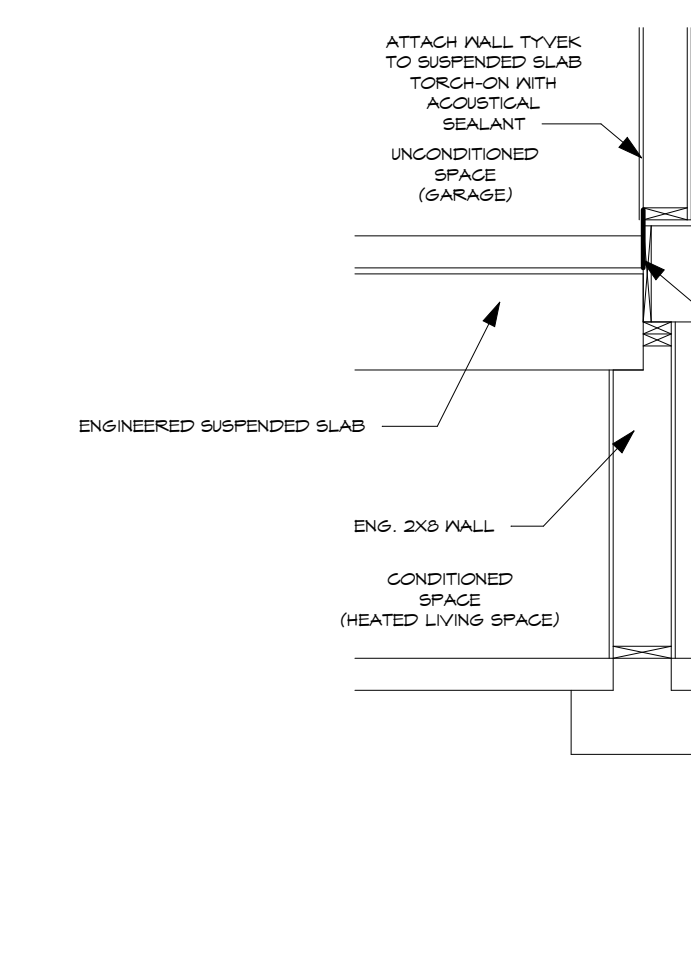 ATTACH WALL TYVEK
TO SUSPENDED SLAB
TORCH-ON WITH
ACOUSTICAL
SEALANT
UNCONDITIONED
SPACE
(GARAGE)
ENGINEERED SUSPENDED SLAB
ENG. 2X8 WALL
CONDITIONED
SPACE
(HEATED LIVING SPACE)